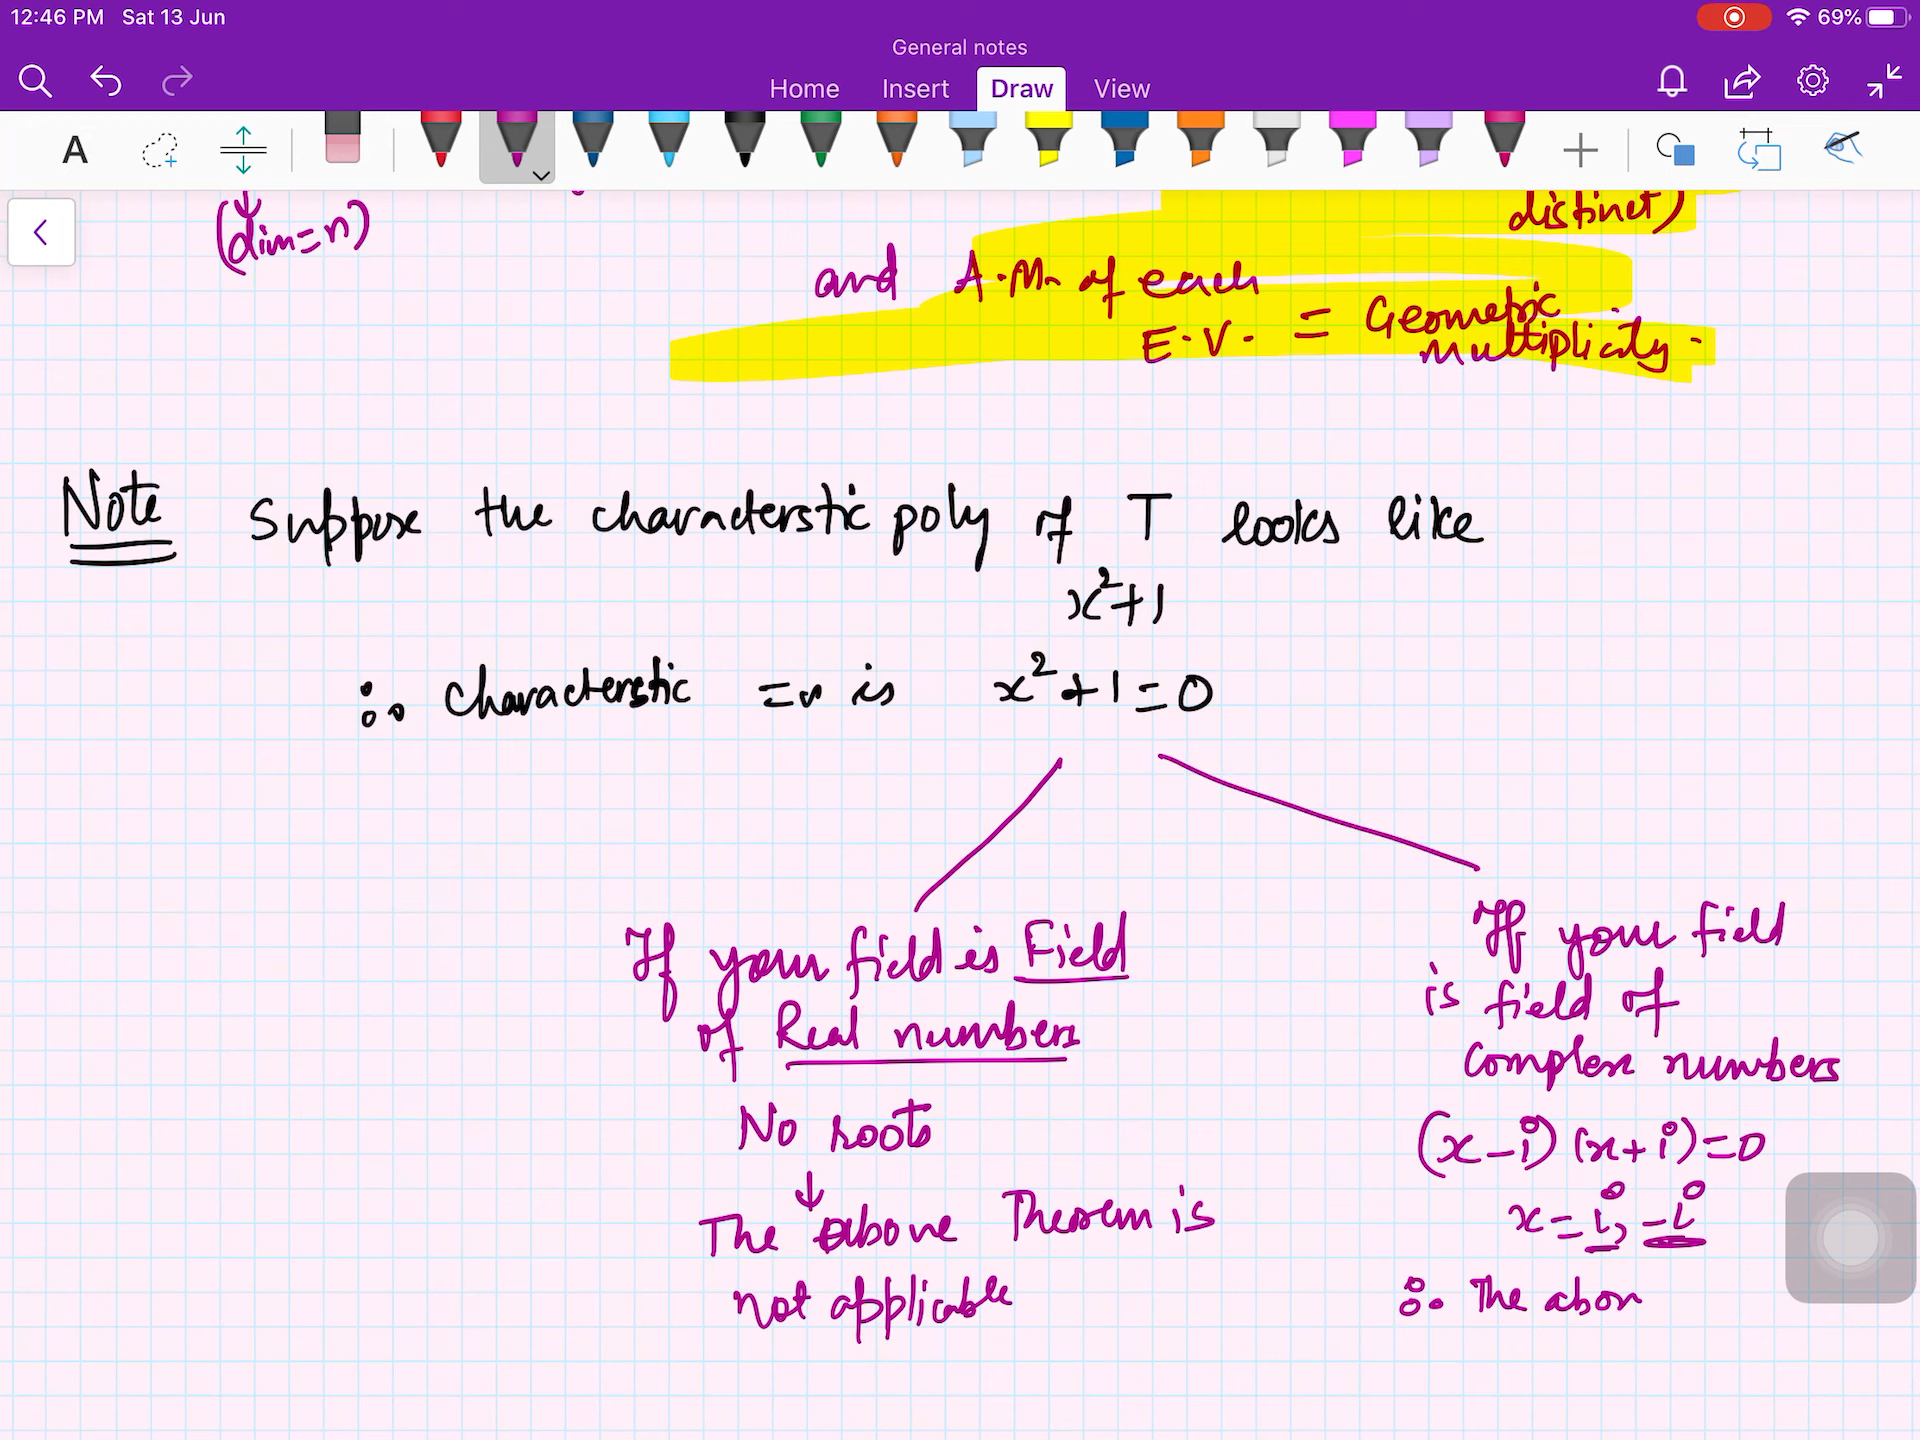 12:46 PM Sat 13 Jun
69%
General notes
Home Insert Draw View
A
(dim=n)
distinct)
and A.M. of each
E.V. = Geometric
Multiplicity.
Note Suppose the characterstic poly of T looks like
x²+1
∴ characterstic =n is x²+1=0
If your field is Field
of Real numbers
No roots
↓
The above Theorem is
not applicable
If your field
is field of
Complex numbers
(x-i)(x+i)=0
x=i, -i
∴ The abov